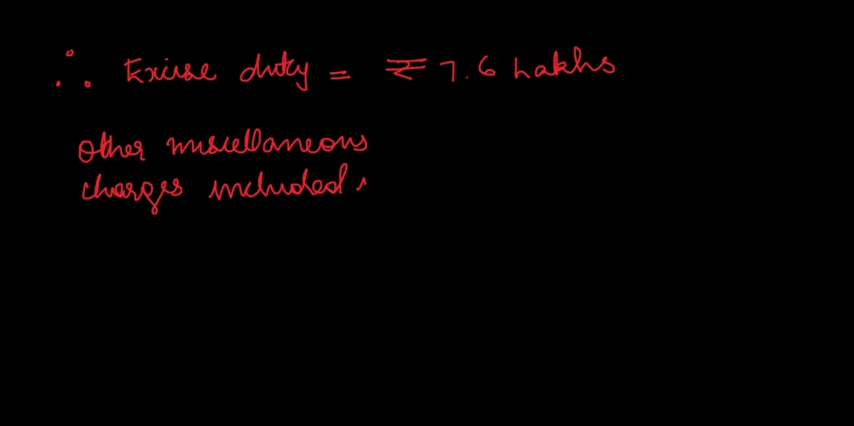 ∴ Excise duty = ₹ 7.6 Lakhs
Other miscellaneous
charges included